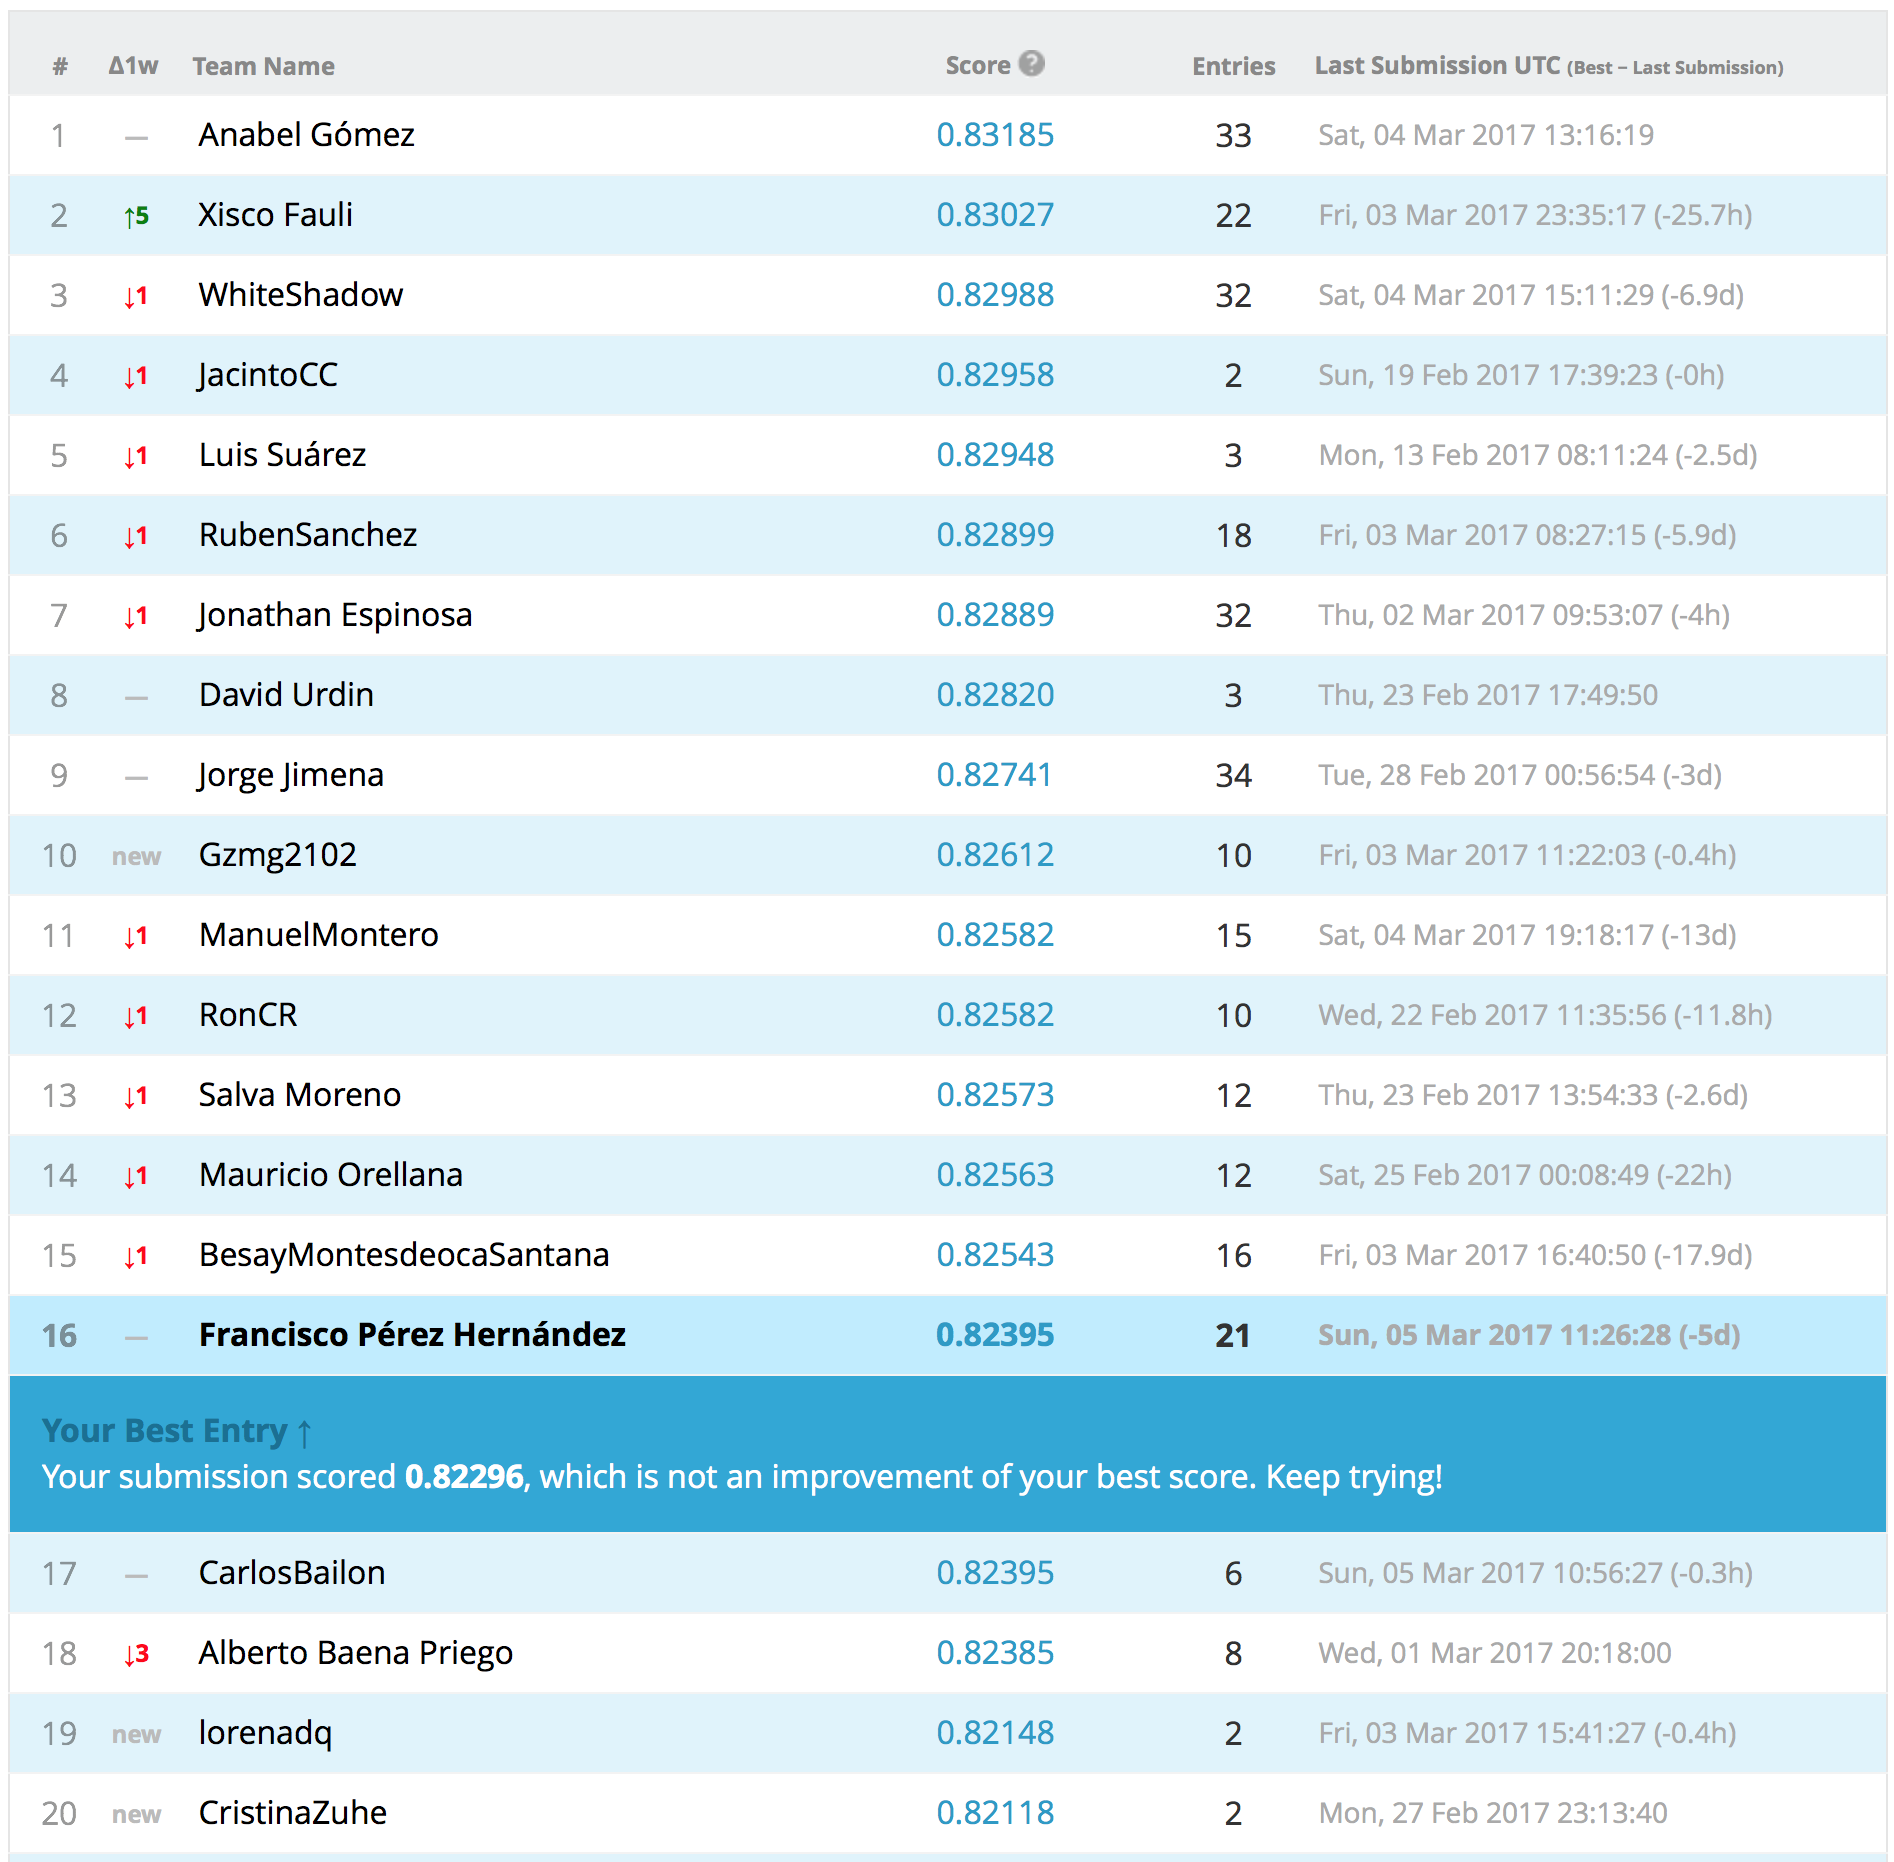 # Δ1w Team Name Score ? Entries Last Submission UTC (Best − Last Submission)
1 — Anabel Gómez 0.83185 33 Sat, 04 Mar 2017 13:16:19
2 ↑5 Xisco Fauli 0.83027 22 Fri, 03 Mar 2017 23:35:17 (-25.7h)
3 ↓1 WhiteShadow 0.82988 32 Sat, 04 Mar 2017 15:11:29 (-6.9d)
4 ↓1 JacintoCC 0.82958 2 Sun, 19 Feb 2017 17:39:23 (-0h)
5 ↓1 Luis Suárez 0.82948 3 Mon, 13 Feb 2017 08:11:24 (-2.5d)
6 ↓1 RubenSanchez 0.82899 18 Fri, 03 Mar 2017 08:27:15 (-5.9d)
7 ↓1 Jonathan Espinosa 0.82889 32 Thu, 02 Mar 2017 09:53:07 (-4h)
8 — David Urdin 0.82820 3 Thu, 23 Feb 2017 17:49:50
9 — Jorge Jimena 0.82741 34 Tue, 28 Feb 2017 00:56:54 (-3d)
10 new Gzmg2102 0.82612 10 Fri, 03 Mar 2017 11:22:03 (-0.4h)
11 ↓1 ManuelMontero 0.82582 15 Sat, 04 Mar 2017 19:18:17 (-13d)
12 ↓1 RonCR 0.82582 10 Wed, 22 Feb 2017 11:35:56 (-11.8h)
13 ↓1 Salva Moreno 0.82573 12 Thu, 23 Feb 2017 13:54:33 (-2.6d)
14 ↓1 Mauricio Orellana 0.82563 12 Sat, 25 Feb 2017 00:08:49 (-22h)
15 ↓1 BesayMontesdeocaSantana 0.82543 16 Fri, 03 Mar 2017 16:40:50 (-17.9d)
16 — Francisco Pérez Hernández 0.82395 21 Sun, 05 Mar 2017 11:26:28 (-5d)
Your Best Entry ↑
Your submission scored 0.82296, which is not an improvement of your best score. Keep trying!
17 — CarlosBailon 0.82395 6 Sun, 05 Mar 2017 10:56:27 (-0.3h)
18 ↓3 Alberto Baena Priego 0.82385 8 Wed, 01 Mar 2017 20:18:00
19 new lorenadq 0.82148 2 Fri, 03 Mar 2017 15:41:27 (-0.4h)
20 new CristinaZuhe 0.82118 2 Mon, 27 Feb 2017 23:13:40